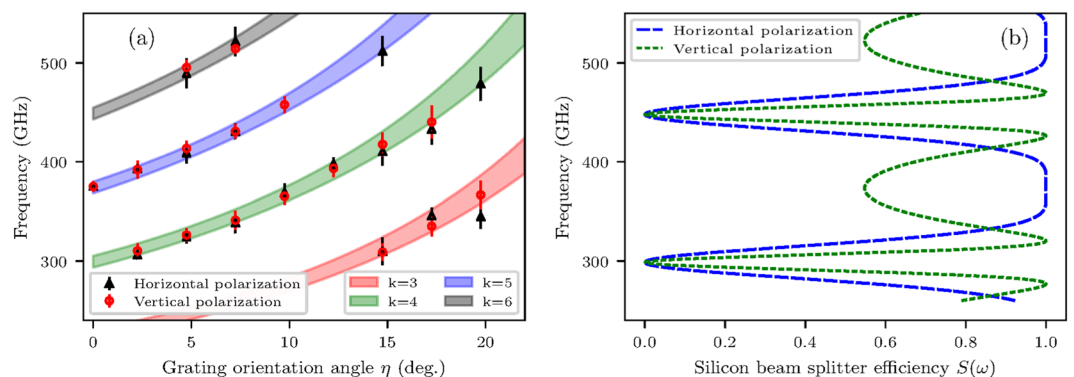 (a)
500
400
300
Frequency (GHz)
Horizontal polarization
Vertical polarization
k=3
k=5
k=4
k=6
0
5
10
15
20
Grating orientation angle η (deg.)
Horizontal polarization
Vertical polarization
(b)
500
400
300
Frequency (GHz)
0.0
0.2
0.4
0.6
0.8
1.0
Silicon beam splitter efficiency S(ω)